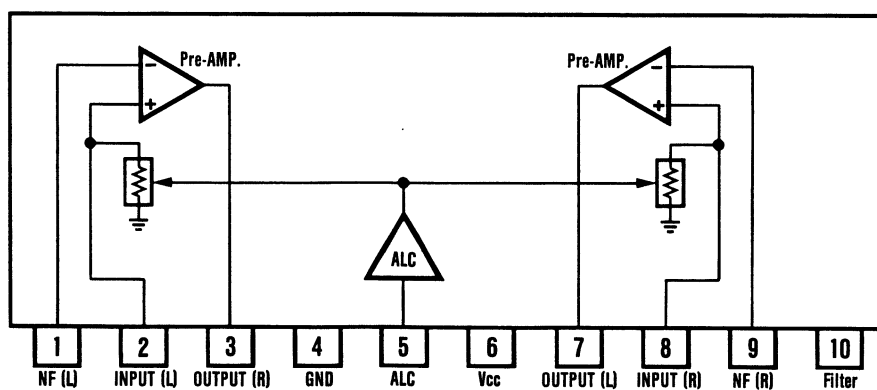 Pre-AMP. Pre-AMP.
− −
+ +
ALC
1 2 3 4 5 6 7 8 9 10
NF (L) INPUT (L) OUTPUT (R) GND ALC Vcc OUTPUT (L) INPUT (R) NF (R) Filter